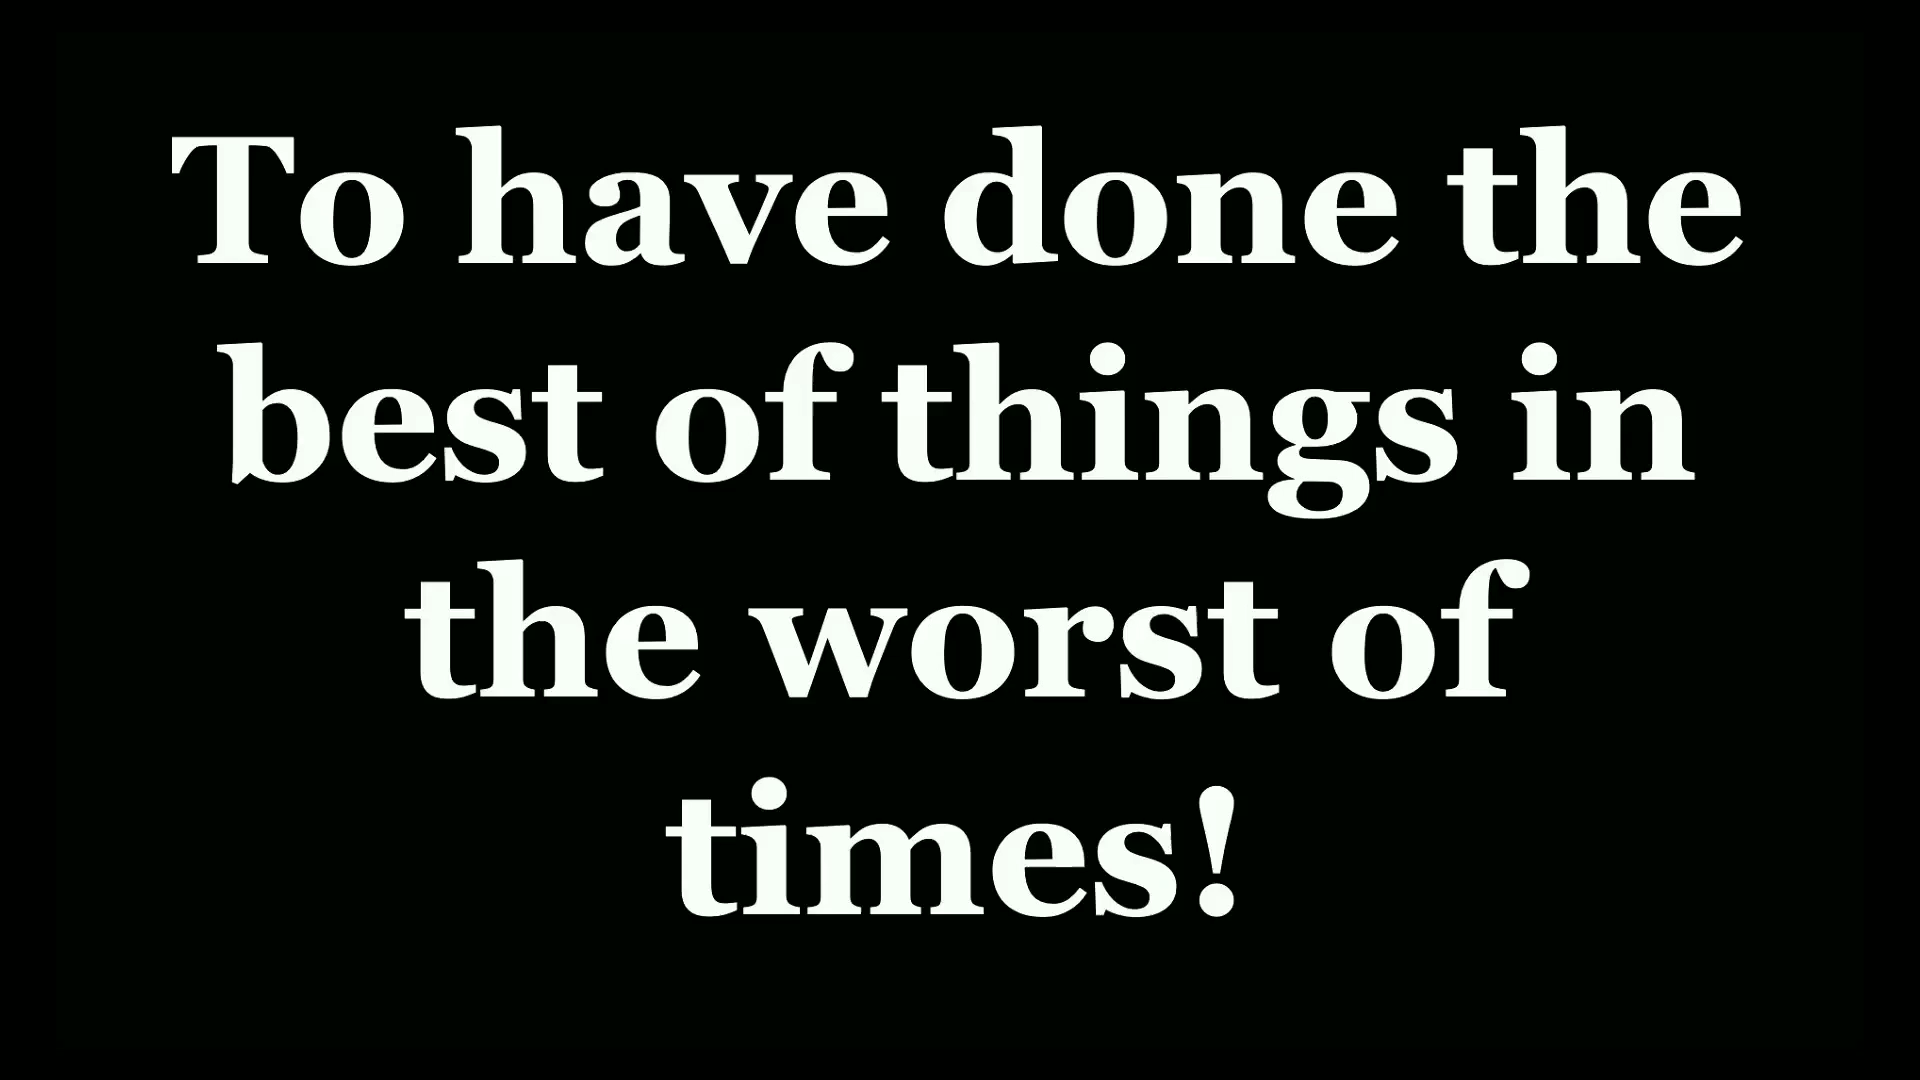 To have done the
best of things in
the worst of
times!